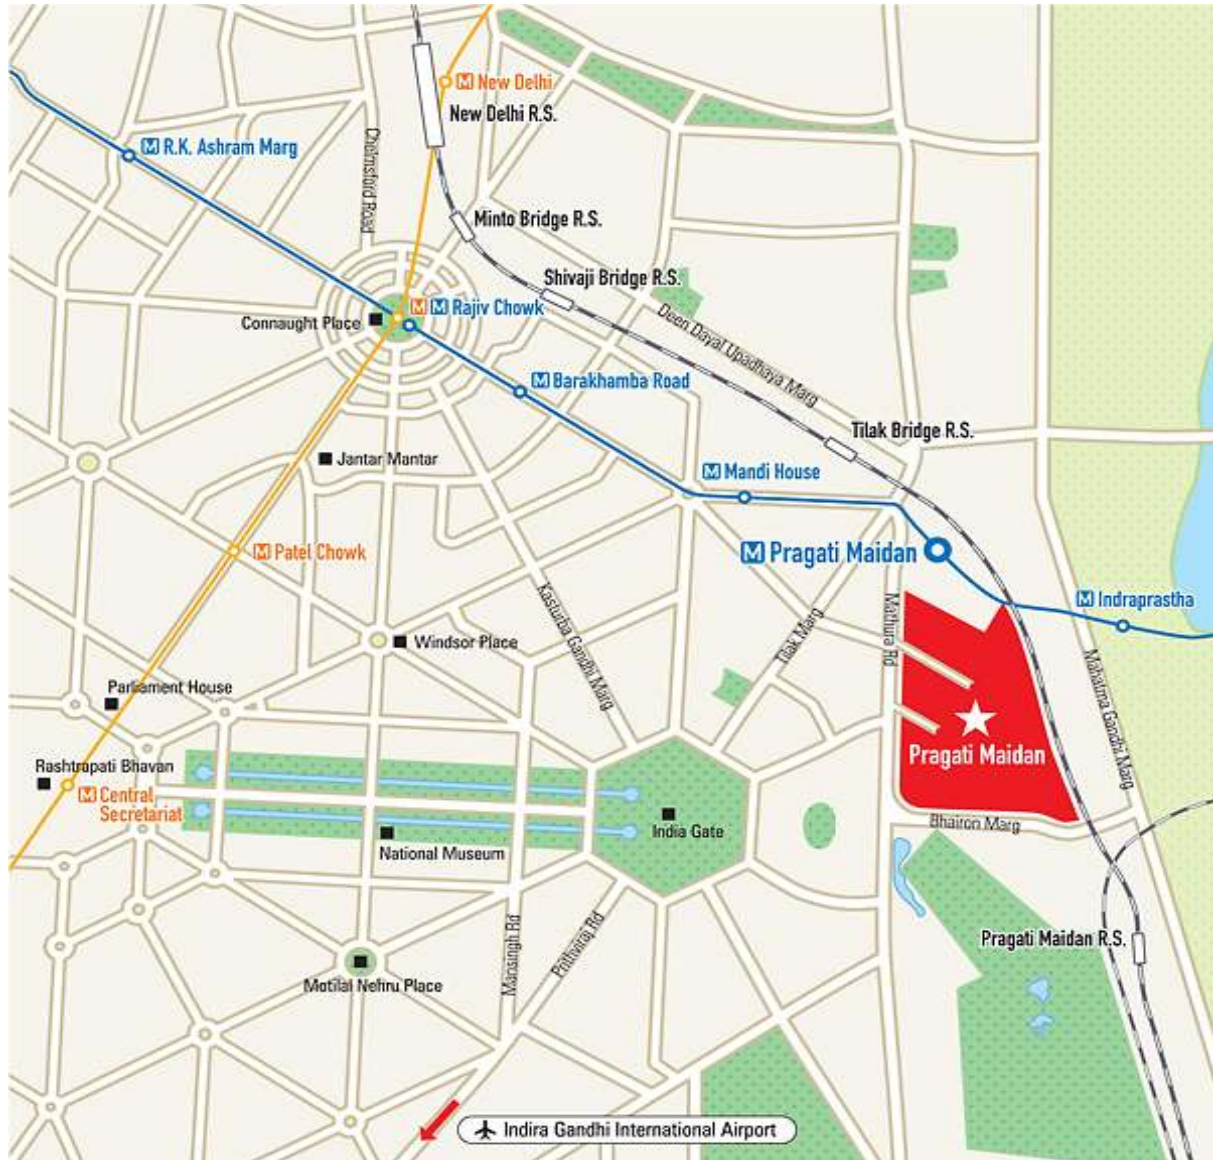 M New Delhi
New Delhi R.S.
M R.K. Ashram Marg
Chelmsford Road
Minto Bridge R.S.
Shivaji Bridge R.S.
M M Rajiv Chowk
Connaught Place
Deen Dayal Upadhaya Marg
M Barakhamba Road
Tilak Bridge R.S.
Jantar Mantar
M Mandi House
M Patel Chowk
M Pragati Maidan
Kasturba Gandhi Marg
Tilak Marg
Mathura Rd
M Indraprastha
Windsor Place
Mahatma Gandhi Marg
Parliament House
Pragati Maidan
Rashtrapati Bhavan
M Central
Secretariat
India Gate
Bhairon Marg
National Museum
Mansingh Rd
Prithviraj Rd
Pragati Maidan R.S.
Motilal Nehru Place
Indira Gandhi International Airport